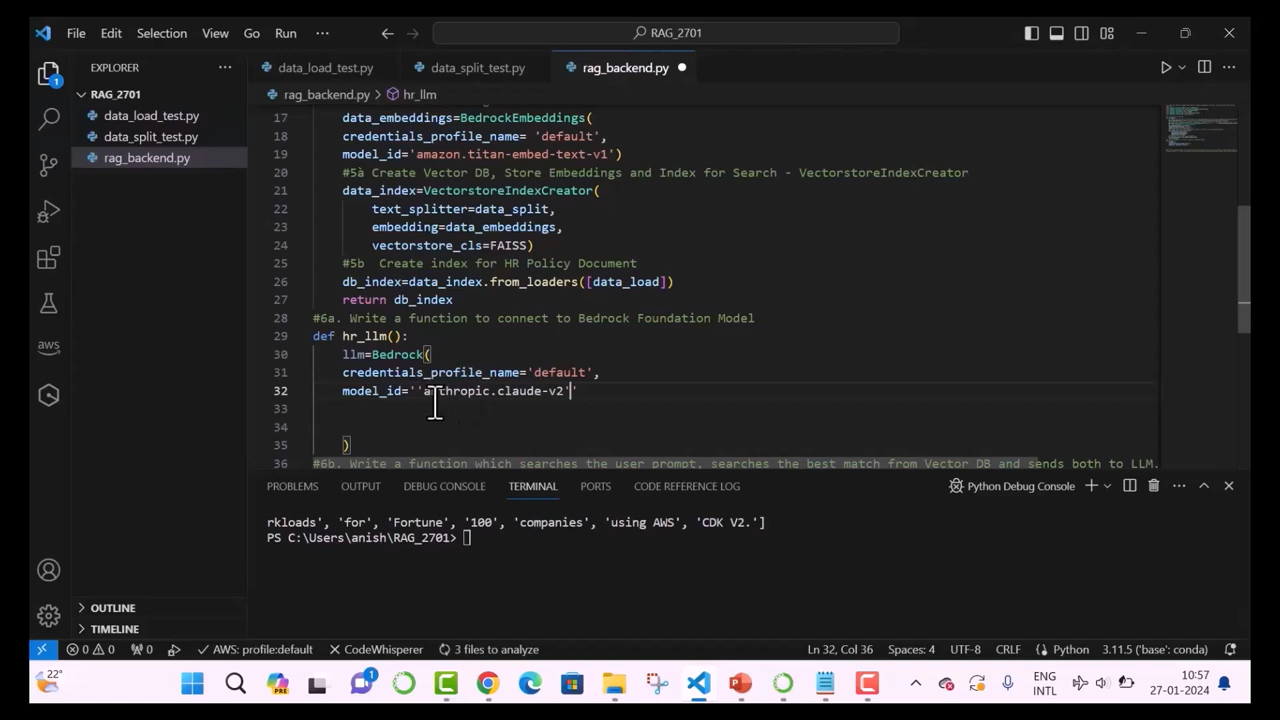 File Edit Selection View Go Run ··· RAG_2701
EXPLORER ··· data_load_test.py data_split_test.py rag_backend.py
1
RAG_2701 rag_backend.py > hr_llm
data_load_test.py
data_split_test.py
rag_backend.py
aws
17 data_embeddings=BedrockEmbeddings(
18 credentials_profile_name= 'default',
19 model_id='amazon.titan-embed-text-v1')
20 #5à Create Vector DB, Store Embeddings and Index for Search - VectorstoreIndexCreator
21 data_index=VectorstoreIndexCreator(
22 text_splitter=data_split,
23 embedding=data_embeddings,
24 vectorstore_cls=FAISS)
25 #5b  Create index for HR Policy Document
26 db_index=data_index.from_loaders([data_load])
27 return db_index
28 #6a. Write a function to connect to Bedrock Foundation Model
29 def hr_llm():
30 llm=Bedrock(
31 credentials_profile_name='default',
32 model_id=''anthropic.claude-v2''
33
34
35 )
36 #6b. Write a function which searches the user prompt, searches the best match from Vector DB and sends both to LLM.
PROBLEMS OUTPUT DEBUG CONSOLE TERMINAL PORTS CODE REFERENCE LOG Python Debug Console
rkloads', 'for', 'Fortune', '100', 'companies', 'using AWS', 'CDK V2.']
PS C:\Users\anish\RAG_2701>
OUTLINE
TIMELINE
0 0 0 AWS: profile:default CodeWhisperer 3 files to analyze Ln 32, Col 36 Spaces: 4 UTF-8 CRLF Python 3.11.5 ('base': conda)
22° PRE 1 ENG INTL 10:57 27-01-2024